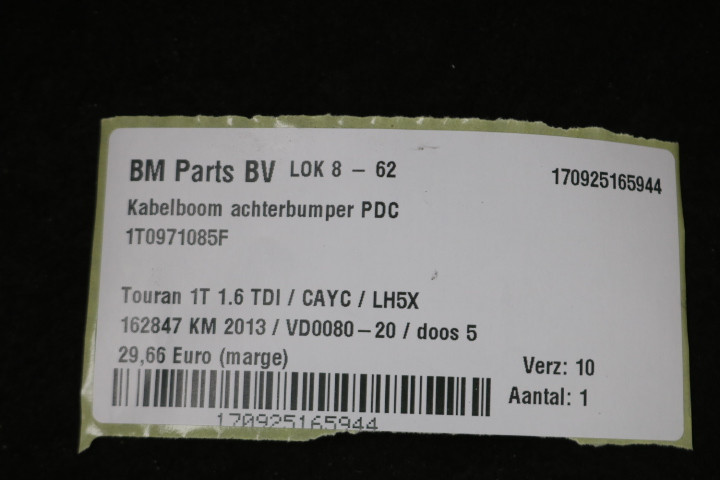 BM Parts BV LOK 8 - 62
170925165944
Kabelboom achterbumper PDC
1T0971085F
Touran 1T 1.6 TDI / CAYC / LH5X
162847 KM 2013 / VD0080-20 / doos 5
29,66 Euro (marge)
Verz: 10
Aantal: 1
170925165944